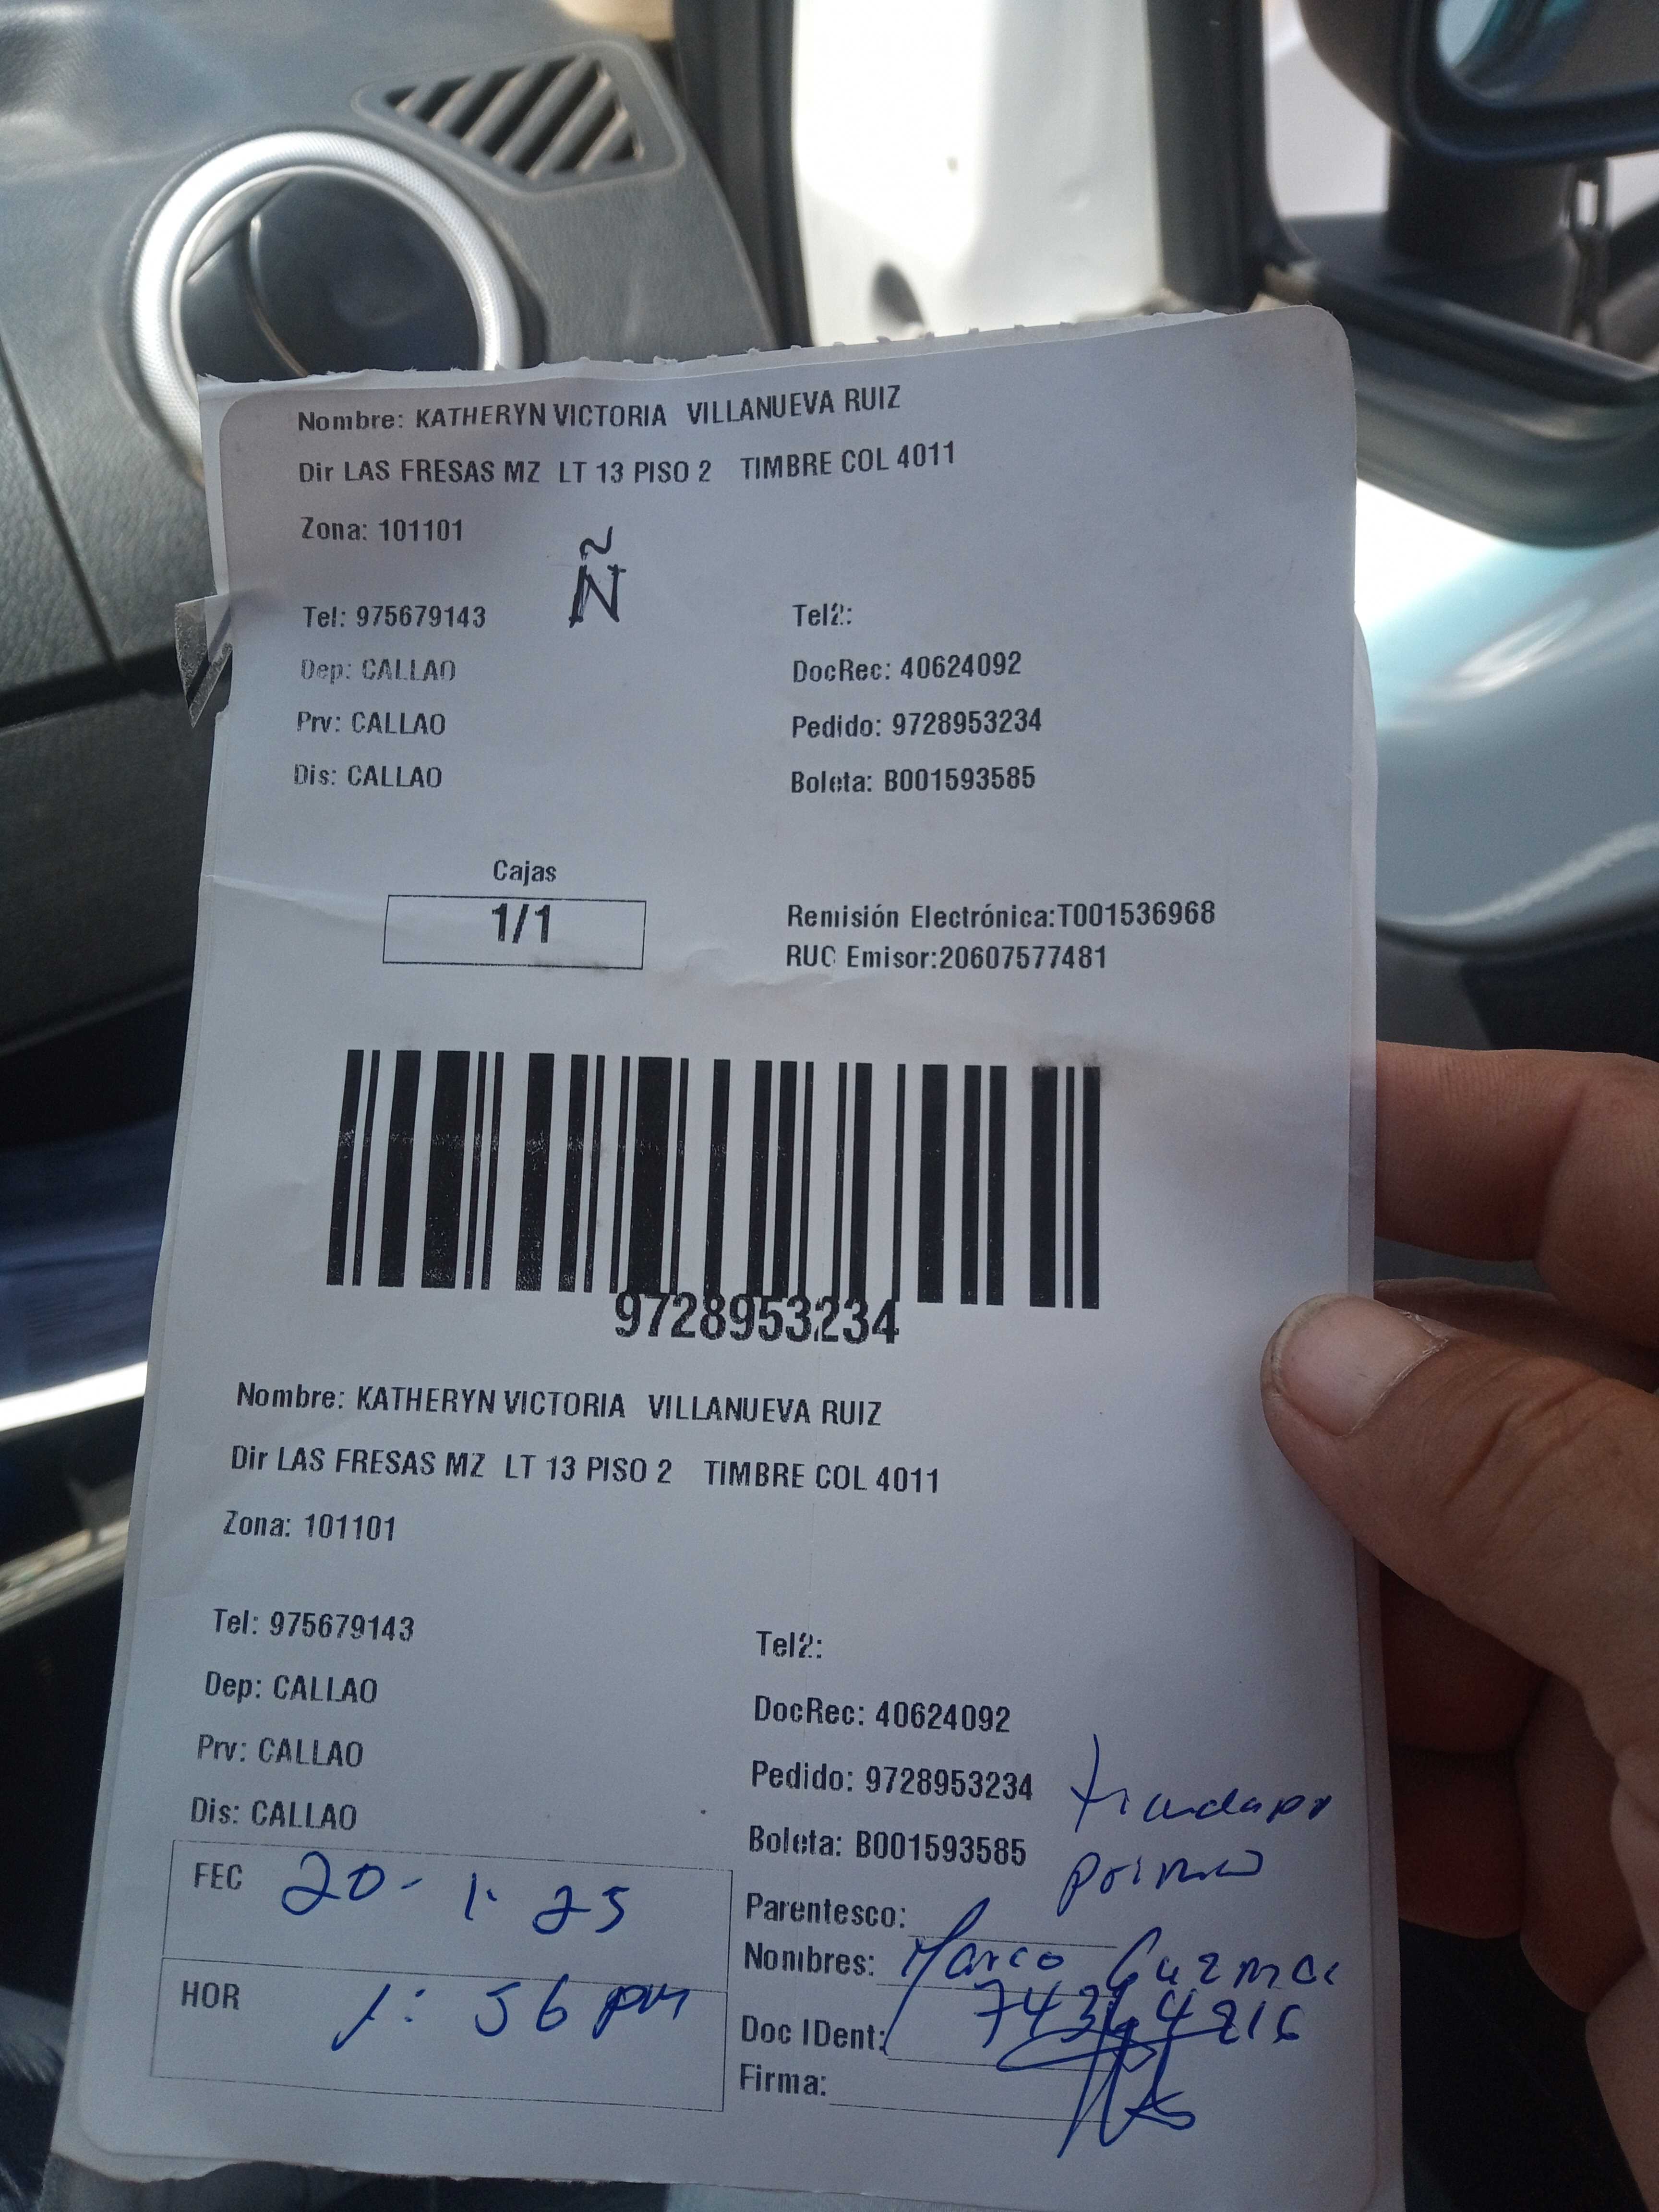 Nombre: KATHERYN VICTORIA VILLANUEVA RUIZ
Dir LAS FRESAS MZ LT 13 PISO 2 TIMBRE COL 4011
Zona: 101101
Ñ
Tel: 975679143 Tel2:
Dep: CALLAO DocRec: 40624092
Prv: CALLAO Pedido: 9728953234
Dis: CALLAO Boleta: B001593585
Cajas
1/1
Remisión Electrónica:T001536968
RUC Emisor:20607577481
9728953234
Nombre: KATHERYN VICTORIA VILLANUEVA RUIZ
Dir LAS FRESAS MZ LT 13 PISO 2 TIMBRE COL 4011
Zona: 101101
Tel: 975679143 Tel2:
Dep: CALLAO DocRec: 40624092
Prv: CALLAO Pedido: 9728953234
Dis: CALLAO Boleta: B001593585
FEC 20-1-25
HOR 1:56 pm
Parentesco:
Nombres: Marco
Doc IDent:
Firma: